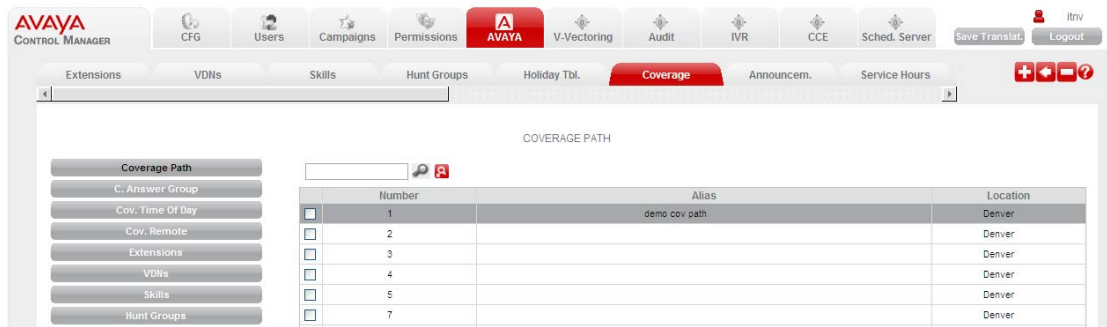 AVAYA
CONTROL MANAGER
CFG Users Campaigns Permissions AVAYA V-Vectoring Audit IVR CCE Sched. Server
itnv
Save Translat. Logout
Extensions VDNs Skills Hunt Groups Holiday Tbl. Coverage Announcem. Service Hours
COVERAGE PATH
Coverage Path
C. Answer Group
Cov. Time Of Day
Cov. Remote
Extensions
VDNs
Skills
Hunt Groups
Number Alias Location
1 demo cov path Denver
2 Denver
3 Denver
4 Denver
5 Denver
7 Denver